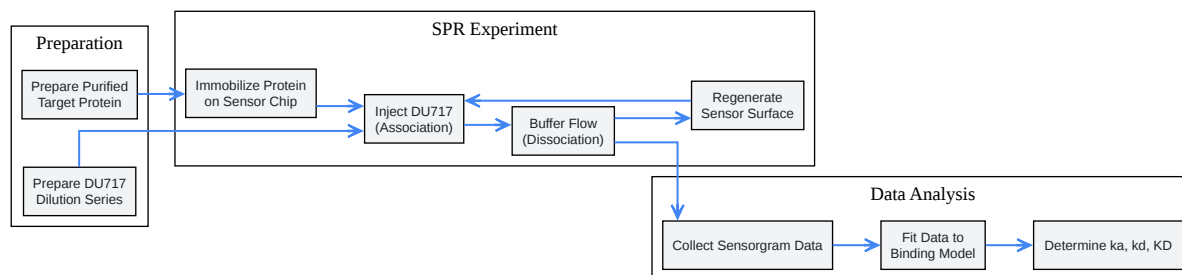 Preparation
Prepare Purified
Target Protein
Prepare DU717
Dilution Series
SPR Experiment
Immobilize Protein
on Sensor Chip
Inject DU717
(Association)
Buffer Flow
(Dissociation)
Regenerate
Sensor Surface
Data Analysis
Collect Sensorgram Data
Fit Data to
Binding Model
Determine ka, kd, KD